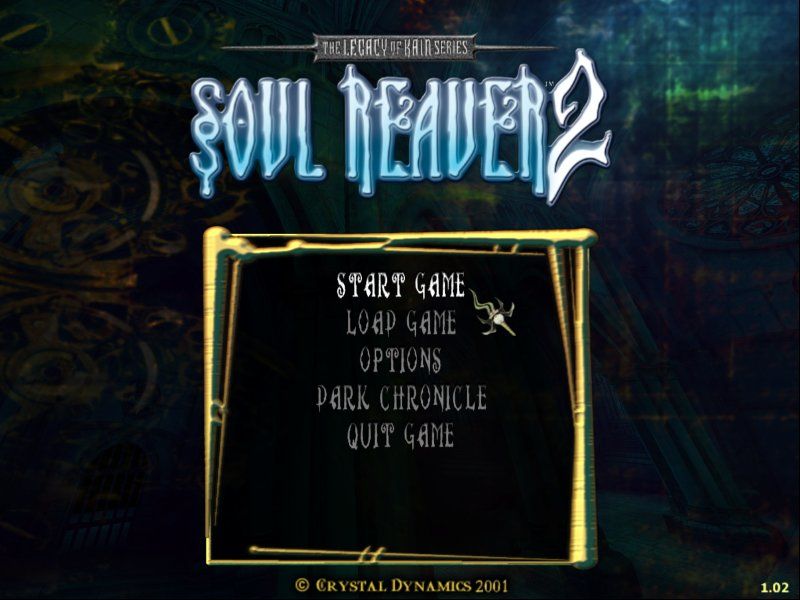 THE LEGACY OF KAIN SERIES
SOUL REAVER 2™
START GAME
LOAD GAME
OPTIONS
DARK CHRONICLE
QUIT GAME
© CRYSTAL DYNAMICS 2001
1.02